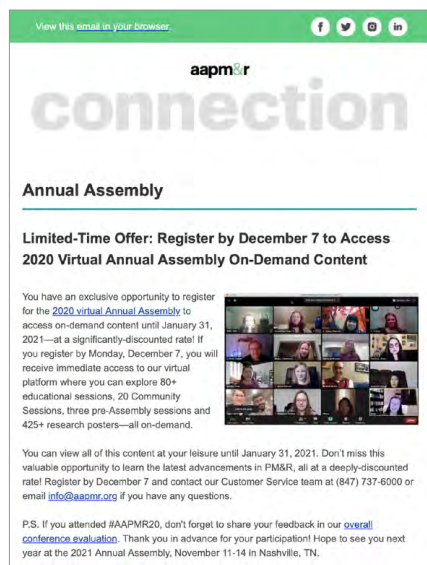 View this email in your browser.
aapm&r
connection
Annual Assembly
Limited-Time Offer: Register by December 7 to Access
2020 Virtual Annual Assembly On-Demand Content
You have an exclusive opportunity to register
for the 2020 virtual Annual Assembly to
access on-demand content until January 31,
2021—at a significantly-discounted rate! If
you register by Monday, December 7, you will
receive immediate access to our virtual
platform where you can explore 80+
educational sessions, 20 Community
Sessions, three pre-Assembly sessions and
425+ research posters—all on-demand.
You can view all of this content at your leisure until January 31, 2021. Don't miss this
valuable opportunity to learn the latest advancements in PM&R, all at a deeply-discounted
rate! Register by December 7 and contact our Customer Service team at (847) 737-6000 or
email info@aapmr.org if you have any questions.
P.S. If you attended #AAPMR20, don't forget to share your feedback in our overall
conference evaluation. Thank you in advance for your participation! Hope to see you next
year at the 2021 Annual Assembly, November 11-14 in Nashville, TN.